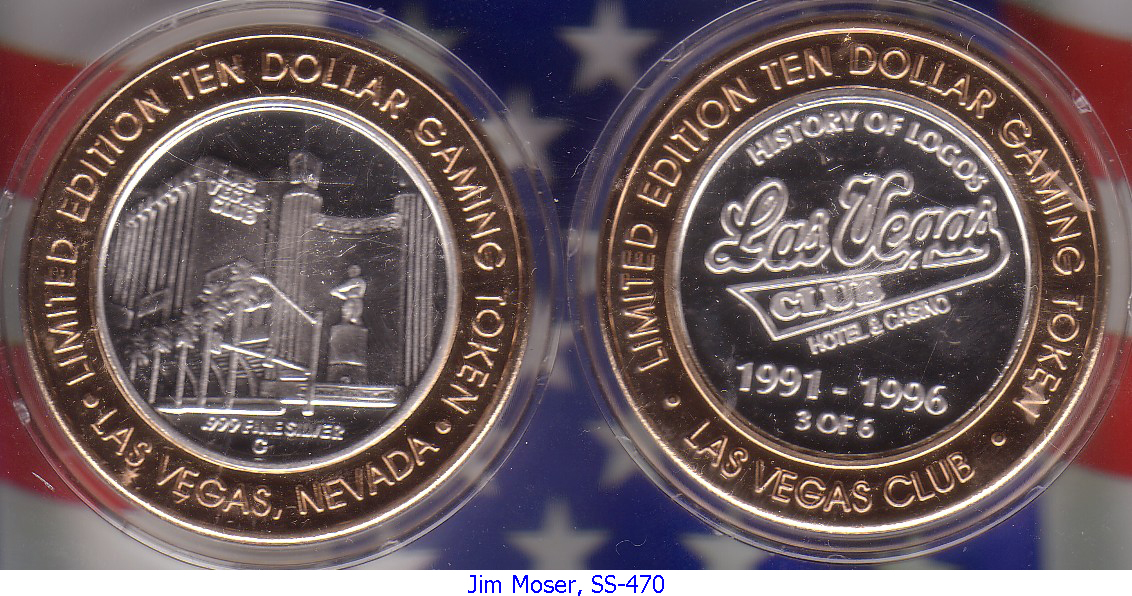 LIMITED EDITION TEN DOLLAR GAMING TOKEN
LAS VEGAS CLUB
.999 FINE SILVER
G
• LAS VEGAS, NEVADA •
LIMITED EDITION TEN DOLLAR GAMING TOKEN
HISTORY OF LOGOS
Las Vegas
CLUB
HOTEL & CASINO
1991 - 1996
3 OF 6
• LAS VEGAS CLUB •
Jim Moser, SS-470